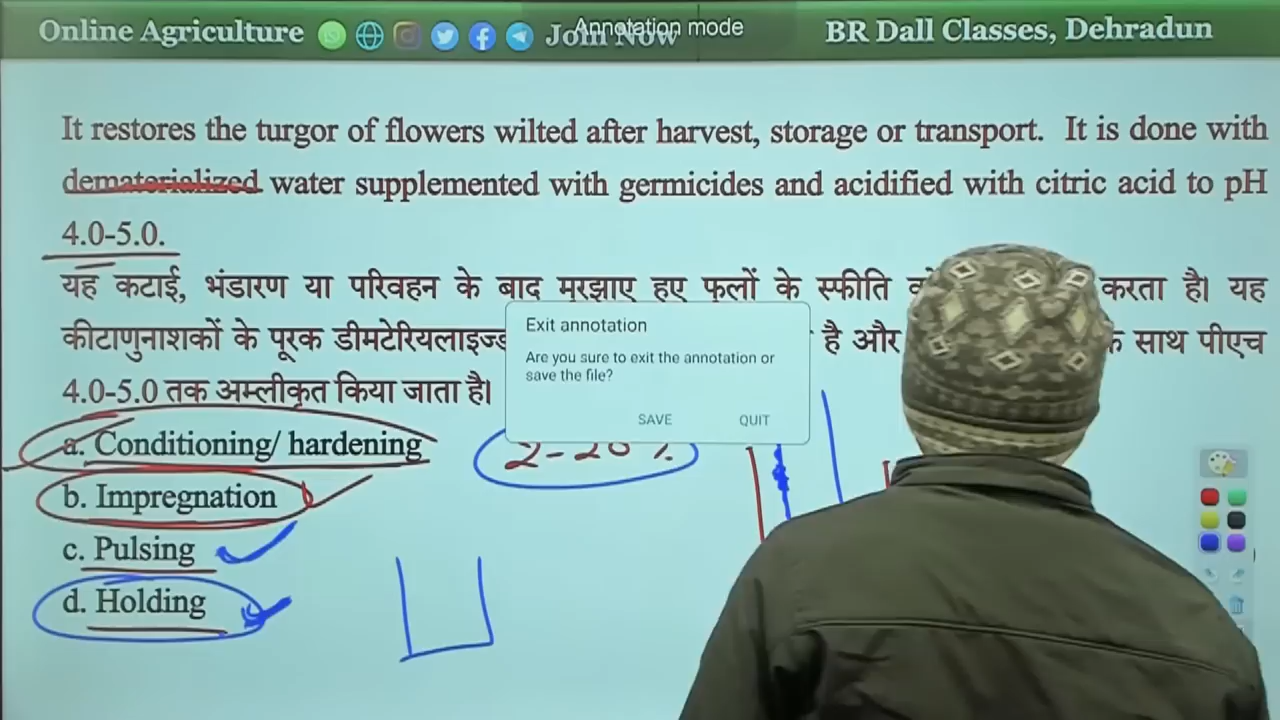 Online Agriculture Join Now BR Dall Classes, Dehradun
Annotation mode
It restores the turgor of flowers wilted after harvest, storage or transport. It is done with
dematerialized water supplemented with germicides and acidified with citric acid to pH
4.0-5.0.
यह कटाई, भंडारण या परिवहन के बाद मुरझाए हुए फूलों के स्फीति करता है। यह
कीटाणुनाशकों के पूरक है और साथ पीएच
4.0-5.0 तक अम्लीकृत किया जाता है।
Exit annotation
Are you sure to exit the annotation or
save the file?
SAVE QUIT
a. Conditioning/ hardening
2-20%
b. Impregnation
c. Pulsing
d. Holding